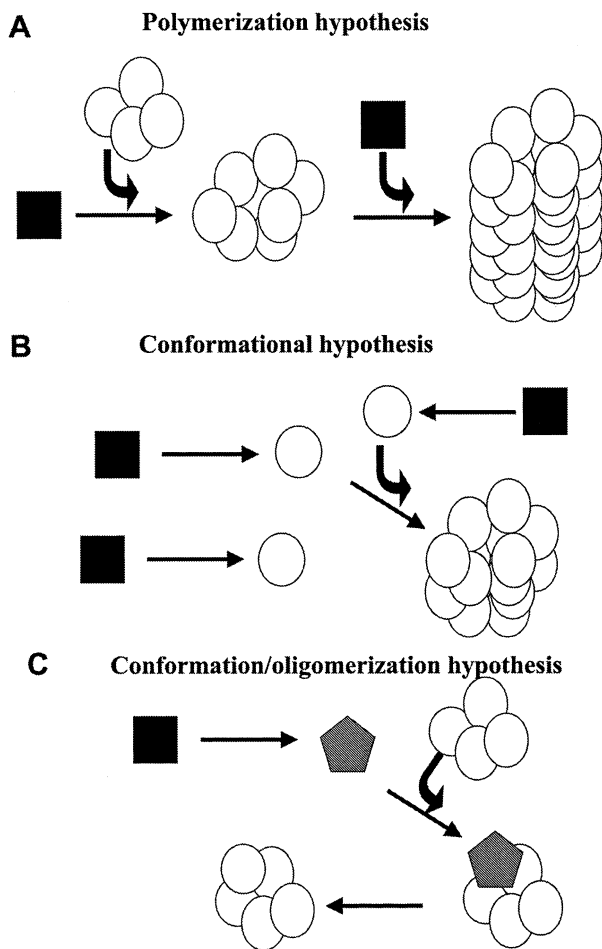 A
Polymerization hypothesis
B
Conformational hypothesis
C
Conformation/oligomerization hypothesis